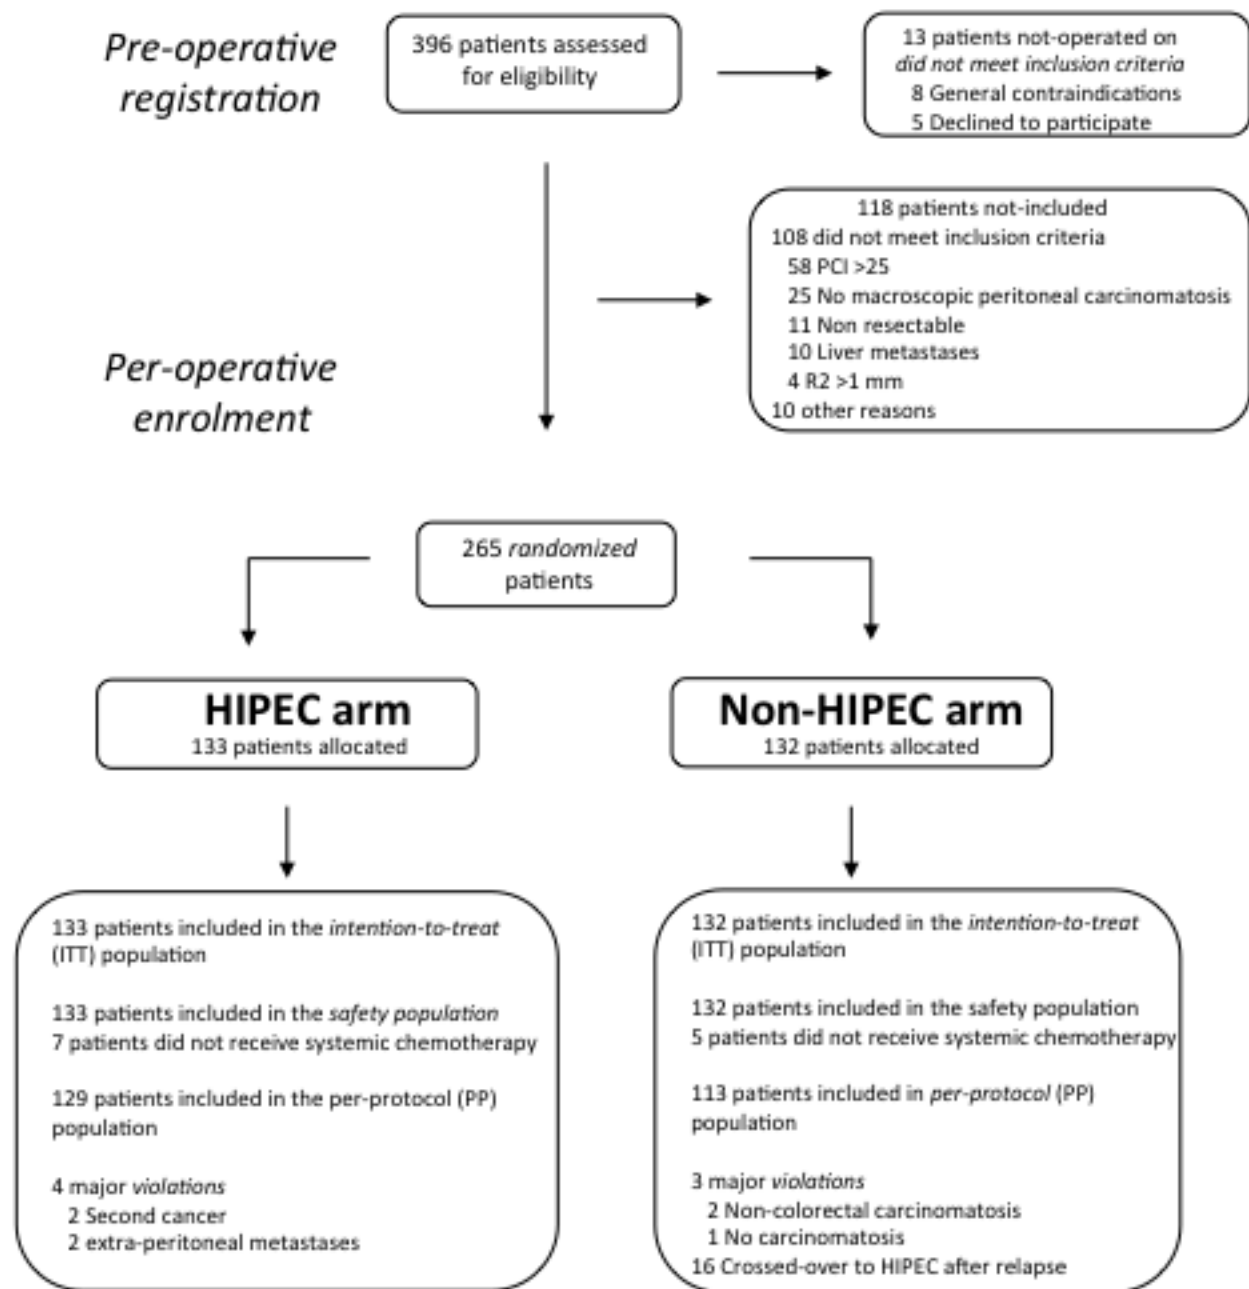 Pre-operative
registration
396 patients assessed
for eligibility
13 patients not-operated on
did not meet inclusion criteria
8 General contraindications
5 Declined to participate
118 patients not-included
108 did not meet inclusion criteria
58 PCI >25
25 No macroscopic peritoneal carcinomatosis
11 Non resectable
10 Liver metastases
4 R2 >1 mm
10 other reasons
Per-operative
enrolment
265 randomized
patients
HIPEC arm
133 patients allocated
Non-HIPEC arm
132 patients allocated
133 patients included in the intention-to-treat
(ITT) population
133 patients included in the safety population
7 patients did not receive systemic chemotherapy
129 patients included in the per-protocol (PP)
population
4 major violations
2 Second cancer
2 extra-peritoneal metastases
132 patients included in the intention-to-treat
(ITT) population
132 patients included in the safety population
5 patients did not receive systemic chemotherapy
113 patients included in per-protocol (PP)
population
3 major violations
2 Non-colorectal carcinomatosis
1 No carcinomatosis
16 Crossed-over to HIPEC after relapse